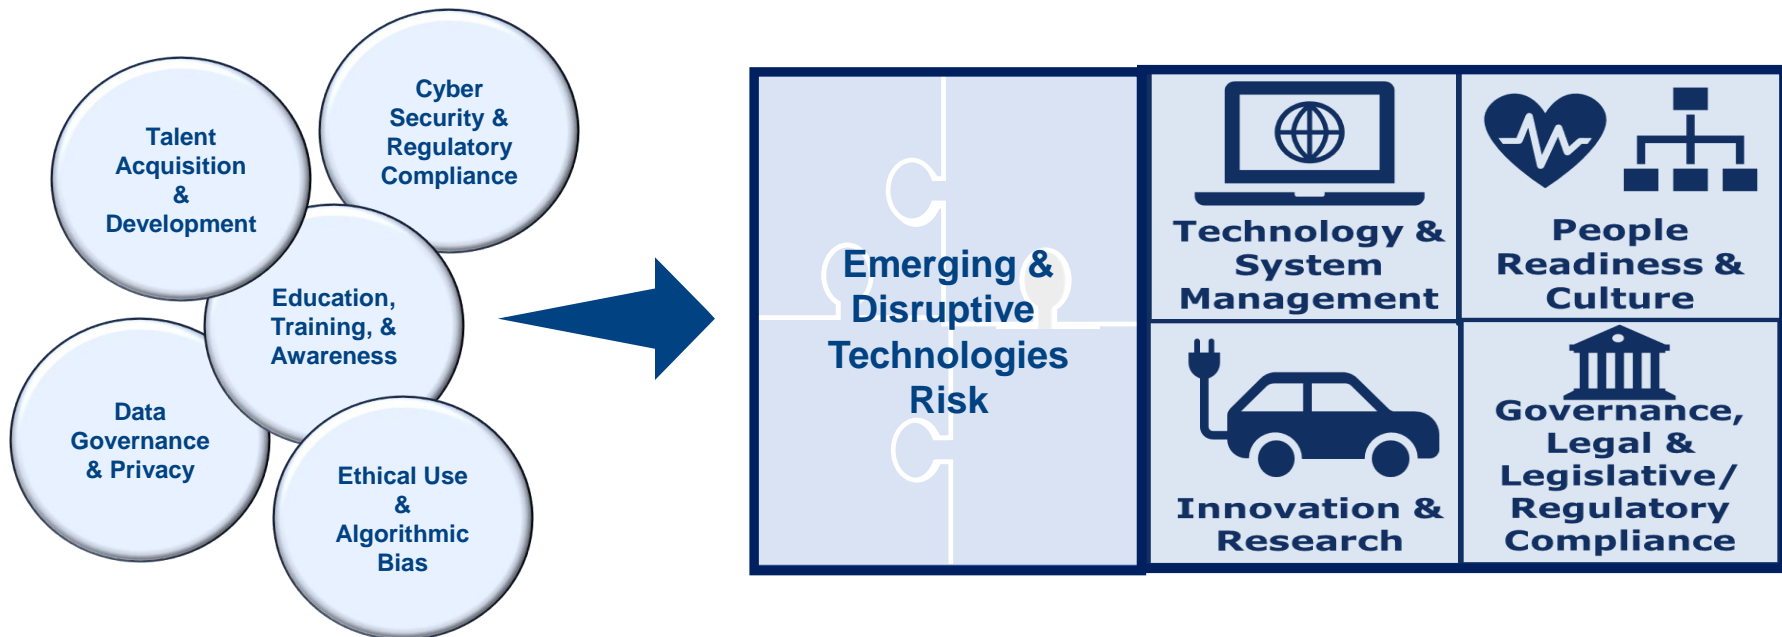 Talent
Acquisition
&
Development
Cyber
Security &
Regulatory
Compliance
Education,
Training, &
Awareness
Data
Governance
& Privacy
Ethical Use
&
Algorithmic
Bias
Emerging &
Disruptive
Technologies
Risk
Technology &
System
Management
People
Readiness &
Culture
Innovation &
Research
Governance,
Legal &
Legislative/
Regulatory
Compliance